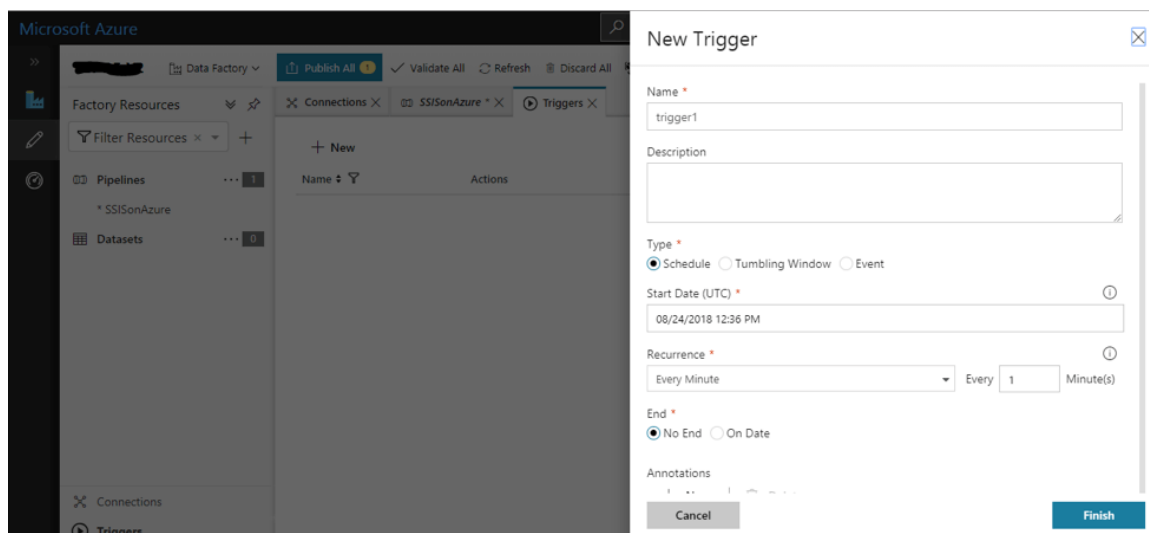 Microsoft Azure
Data Factory
Publish All 1
Validate All
Refresh
Discard All
Factory Resources
Connections
SSISonAzure *
Triggers
Filter Resources
New
Name
Actions
Pipelines
1
* SSISonAzure
Datasets
0
Connections
Triggers
New Trigger
Name *
trigger1
Description
Type *
Schedule Tumbling Window Event
Start Date (UTC) *
08/24/2018 12:36 PM
Recurrence *
Every Minute Every 1 Minute(s)
End *
No End On Date
Annotations
Cancel
Finish